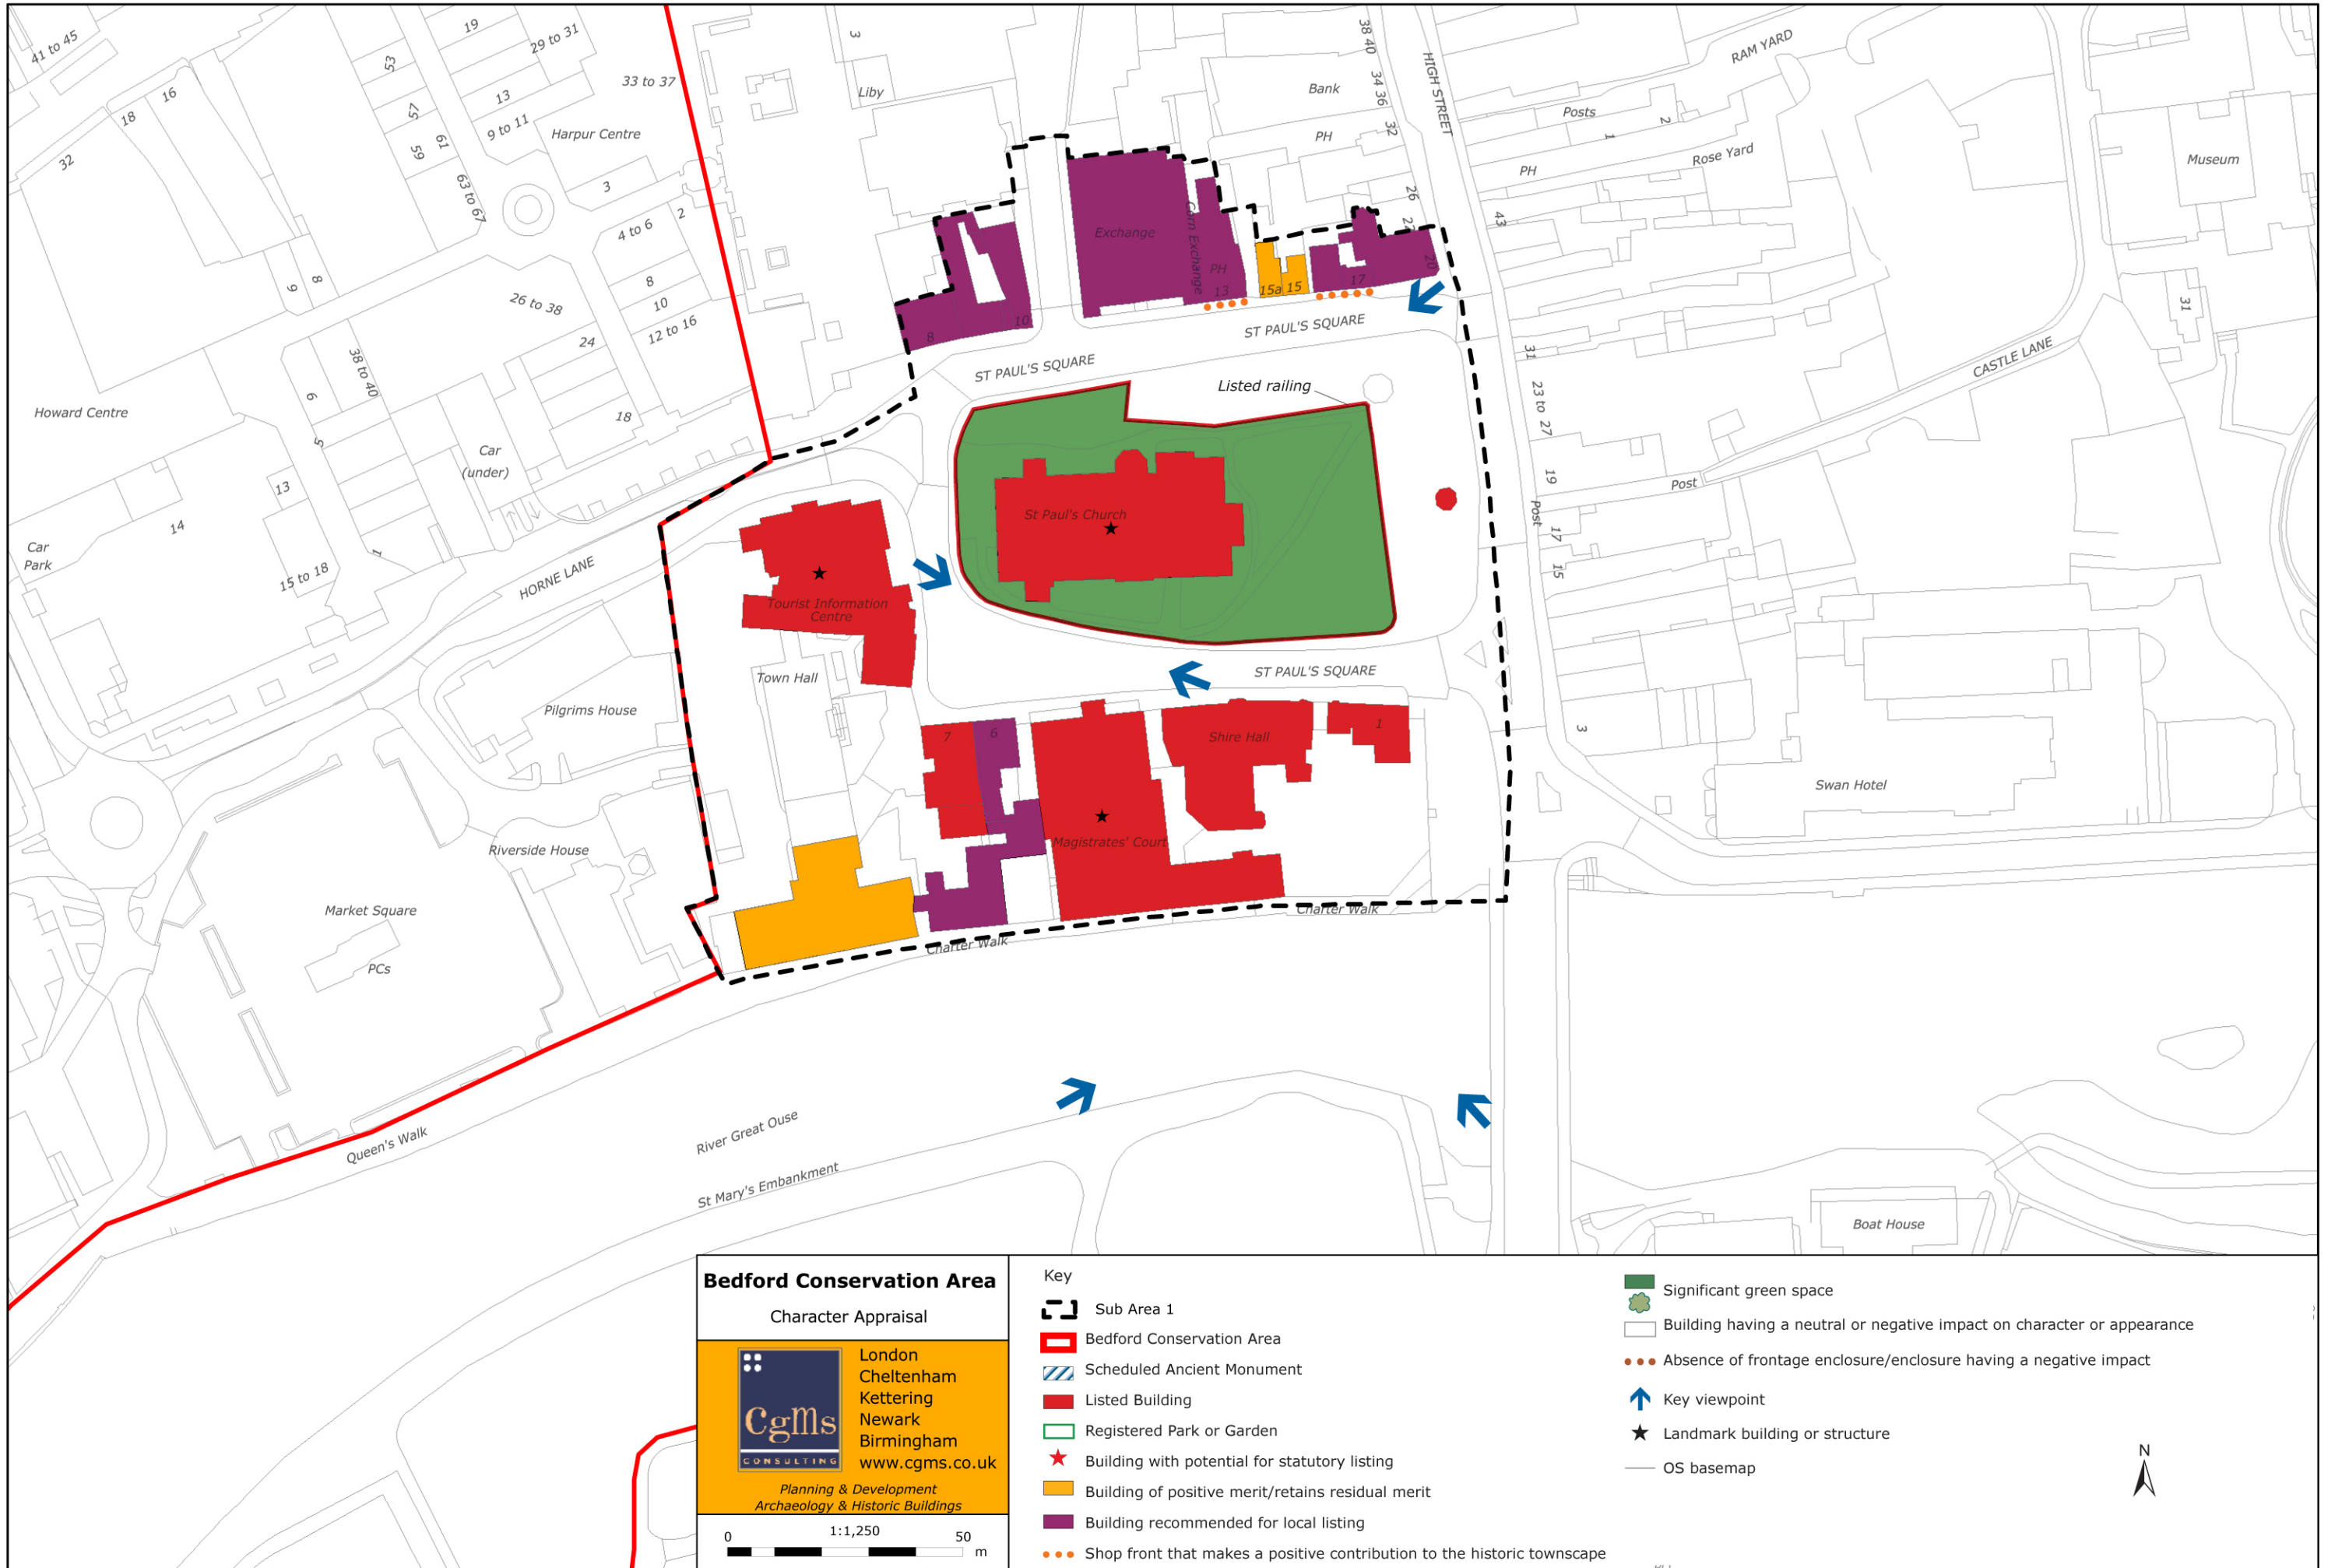 41 to 45
19
29 to 31
53
33 to 37
3
38 40
HIGH STREET
RAM YARD
16
18
57
13
9 to 11
Harpur Centre
Liby
Bank
34 36
Posts
2
1
32
61
59
32
PH
Rose Yard
PH
Museum
63 to 67
3
2
4 to 6
26
24
43
Exchange
Corn Exchange
PH
13
15a
15
17
20
8
9
8
26 to 38
10
12 to 16
24
8
10
ST PAUL'S SQUARE
ST PAUL'S SQUARE
31
31
CASTLE LANE
38 to 40
6
5
18
Howard Centre
Listed railing
23 to 27
Car
(under)
13
14
19
Post
Post
17
15
Car
Park
1
15 to 18
HORNE LANE
St Paul's Church
Tourist Information
Centre
Town Hall
ST PAUL'S SQUARE
Pilgrims House
7
6
Shire Hall
1
3
Swan Hotel
Magistrates' Court
Riverside House
Market Square
PCs
Charter Walk
Charter Walk
Queen's Walk
River Great Ouse
St Mary's Embankment
Boat House
Bedford Conservation Area
Character Appraisal
London
Cheltenham
Kettering
Newark
Birmingham
www.cgms.co.uk
CgMs
CONSULTING
Planning & Development
Archaeology & Historic Buildings
1:1,250
0
50
m
Key
Sub Area 1
Bedford Conservation Area
Scheduled Ancient Monument
Listed Building
Registered Park or Garden
Building with potential for statutory listing
Building of positive merit/retains residual merit
Building recommended for local listing
Shop front that makes a positive contribution to the historic townscape
Significant green space
Building having a neutral or negative impact on character or appearance
Absence of frontage enclosure/enclosure having a negative impact
Key viewpoint
Landmark building or structure
OS basemap
N